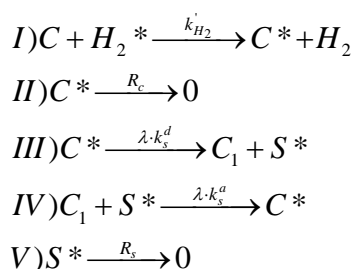 I) C + H₂* —k'_{H₂}→ C* + H₂
II) C* —R_c→ 0
III) C* —λ·k_s^d→ C₁ + S*
IV) C₁ + S* —λ·k_s^a→ C*
V) S* —R_s→ 0